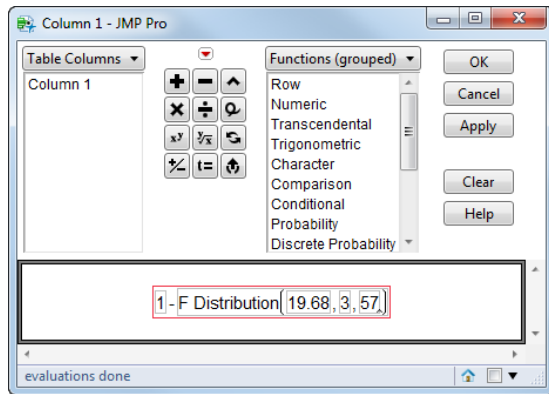 Column 1 - JMP Pro
Table Columns
Functions (grouped)
OK
Column 1
Row
Numeric
Transcendental
Trigonometric
Character
Comparison
Conditional
Probability
Discrete Probability
Cancel
Apply
Clear
Help
xʸ
ʸ√x
+/-
t=
1 - F Distribution(19.68, 3, 57)
evaluations done